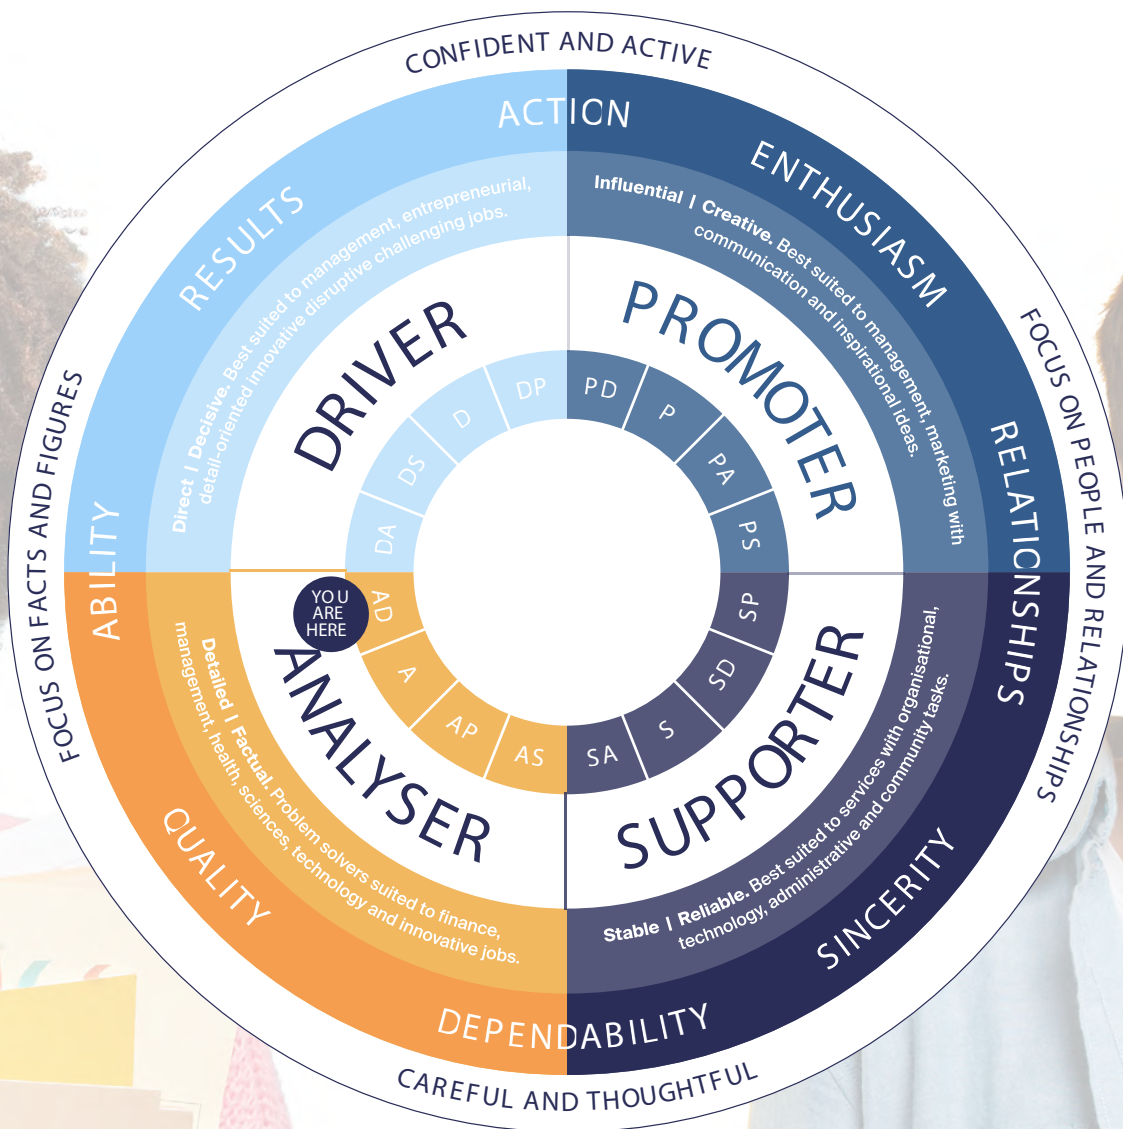 CONFIDENT AND ACTIVE
ACTION
RESULTS
ENTHUSIASM
Direct I Decisive. Best suited to management, entrepreneurial,
detail-oriented innovative disruptive challenging jobs.
Influential I Creative. Best suited to management, marketing with
communication and inspirational ideas.
DRIVER
PROMOTER
FOCUS ON FACTS AND FIGURES
FOCUS ON PEOPLE AND RELATIONSHIPS
ABILITY
RELATIONSHIPS
DA
DS
D
DP
PD
P
PA
PS
SP
SD
S
SA
AS
AP
A
AD
YOU
ARE
HERE
ANALYSER
SUPPORTER
Detailed I Factual. Problem solvers suited to finance,
management, health, sciences, technology and innovative jobs.
Stable I Reliable. Best suited to services with organisational,
technology, administrative and community tasks.
QUALITY
SINCERITY
DEPENDABILITY
CAREFUL AND THOUGHTFUL